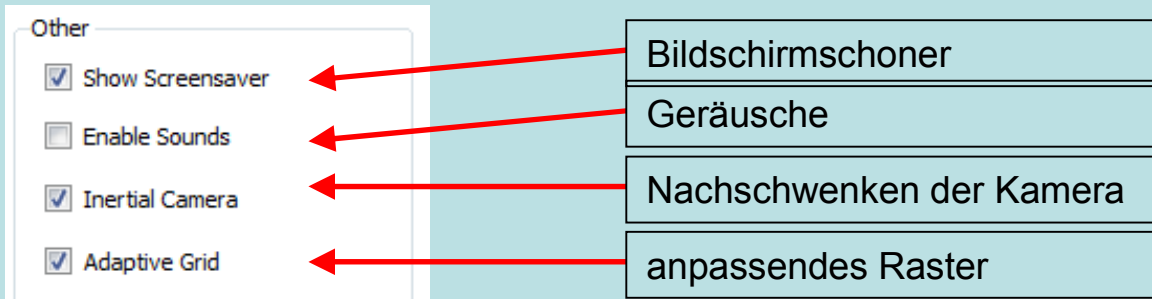 Other
Show Screensaver
Bildschirmschoner
Enable Sounds
Geräusche
Inertial Camera
Nachschwenken der Kamera
Adaptive Grid
anpassendes Raster